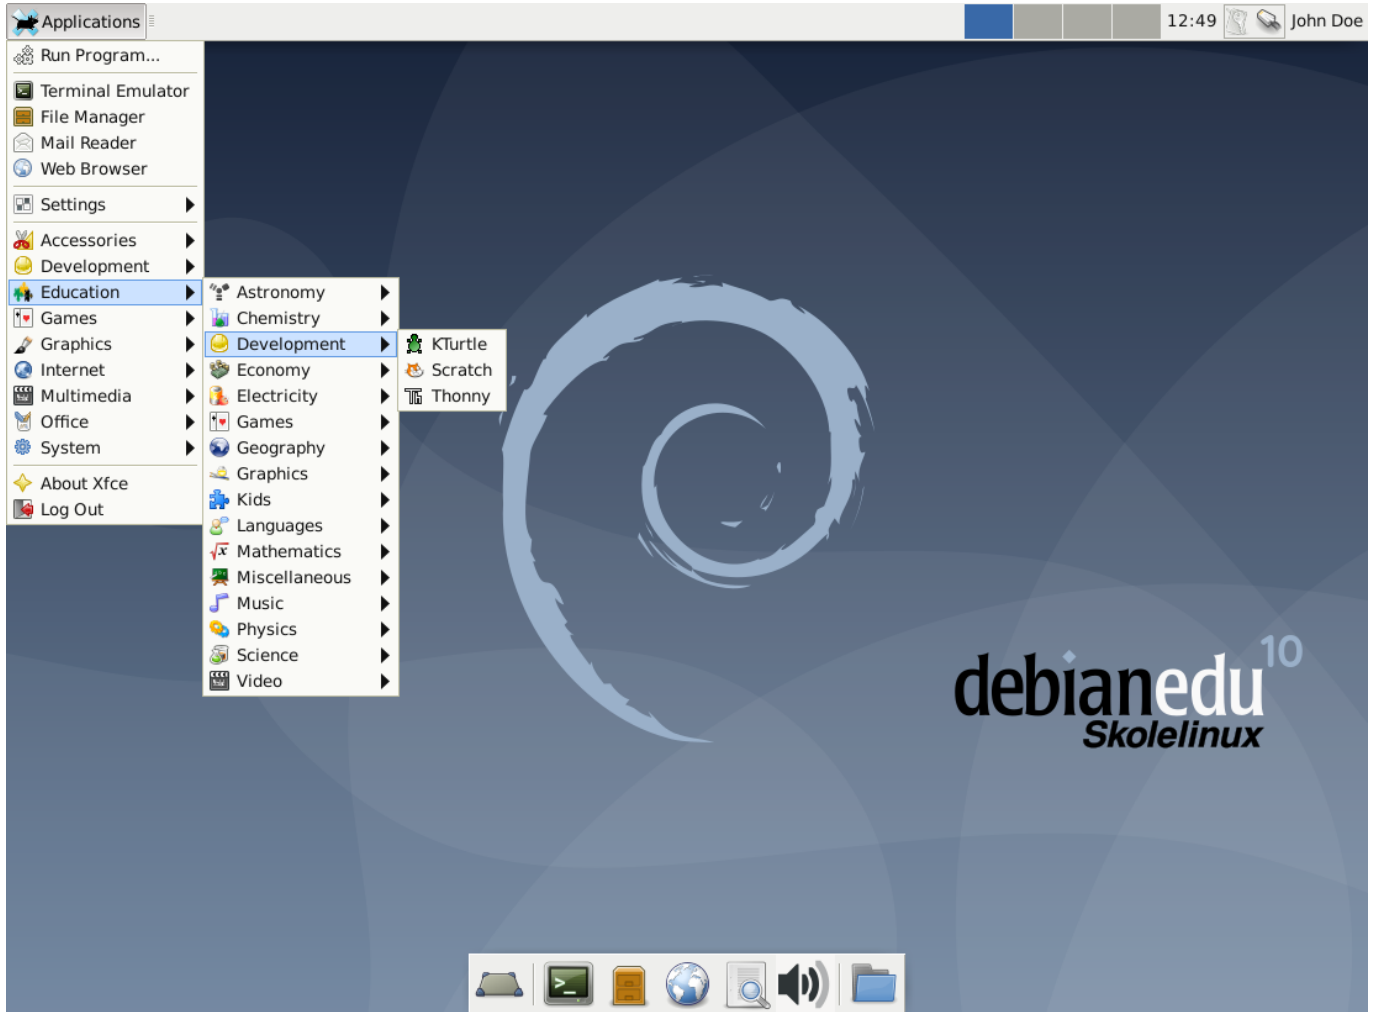 Applications
12:49
John Doe
Run Program...
Terminal Emulator
File Manager
Mail Reader
Web Browser
Settings
Accessories
Development
Education
Games
Graphics
Internet
Multimedia
Office
System
About Xfce
Log Out
Astronomy
Chemistry
Development
Economy
Electricity
Games
Geography
Graphics
Kids
Languages
Mathematics
Miscellaneous
Music
Physics
Science
Video
KTurtle
Scratch
Thonny
debianedu 10
Skolelinux